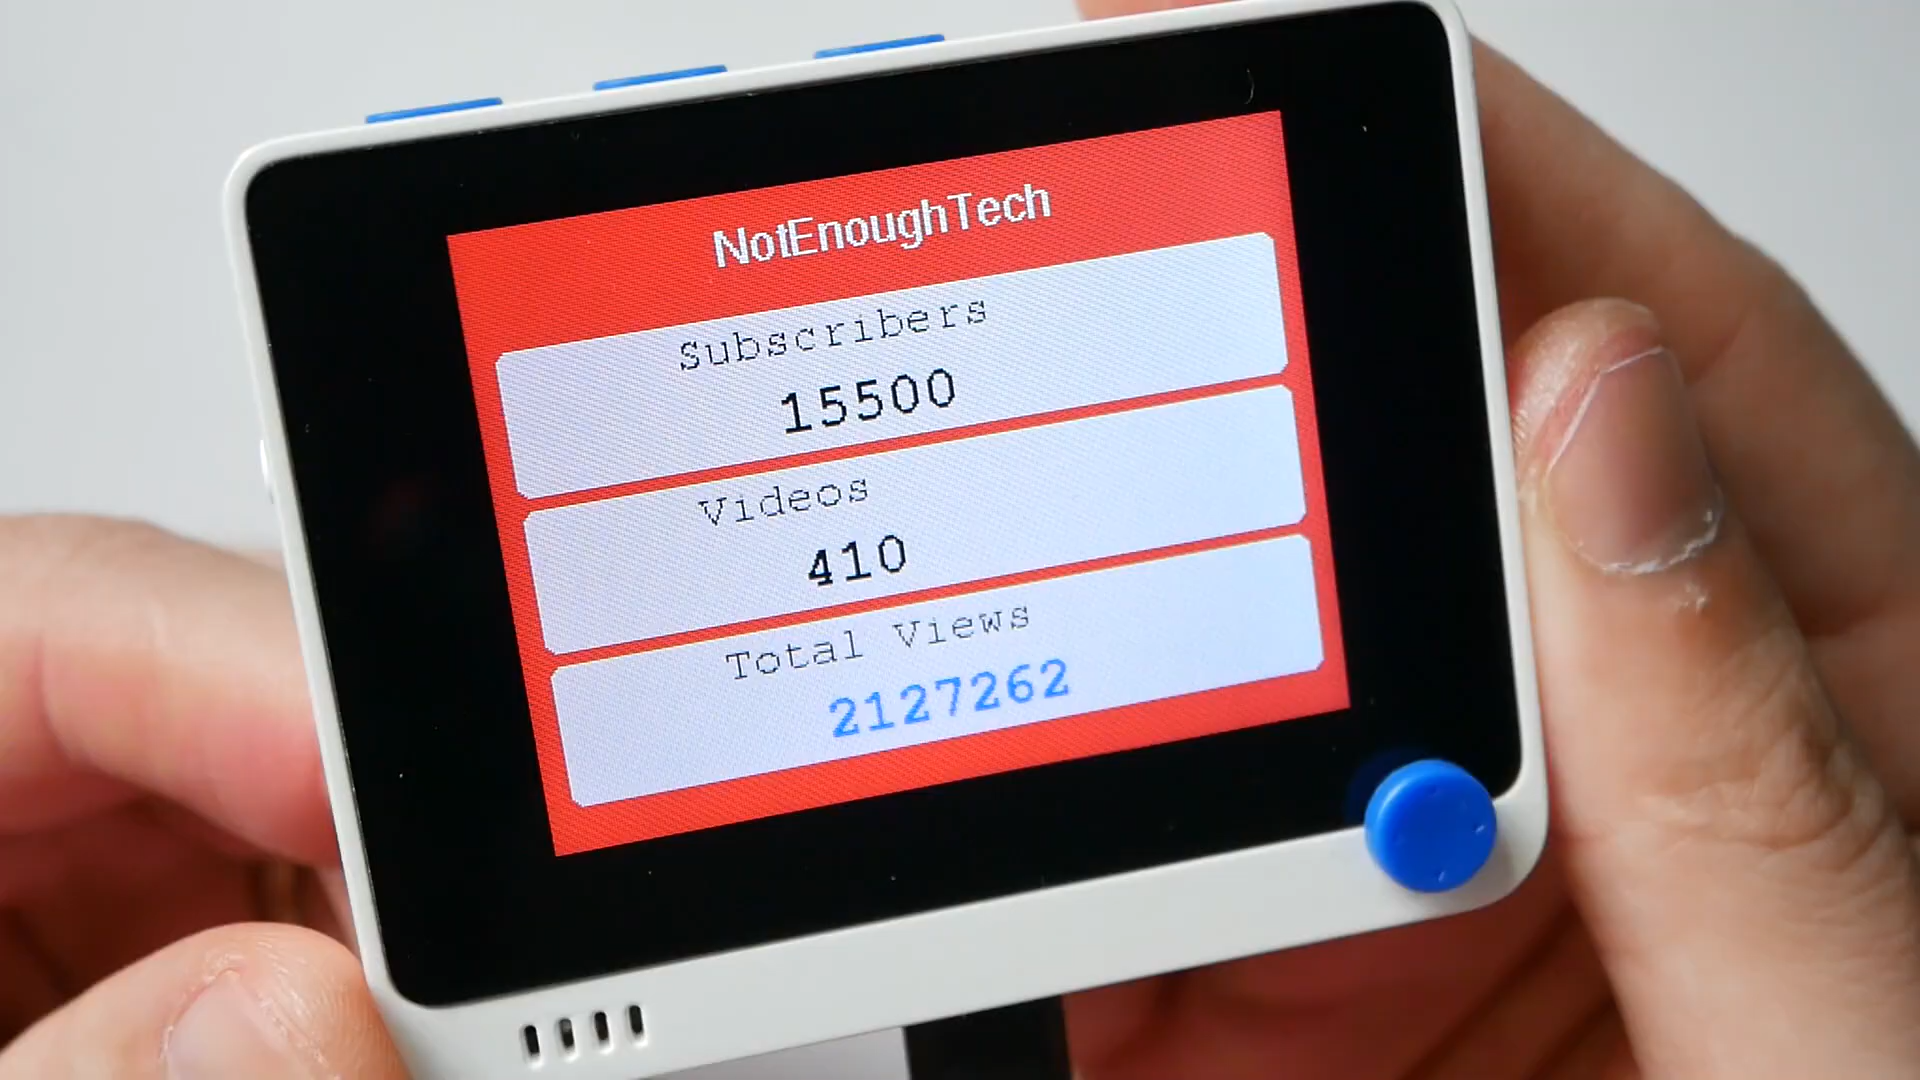 NotEnoughTech
Subscribers
15500
Videos
410
Total Views
2127262